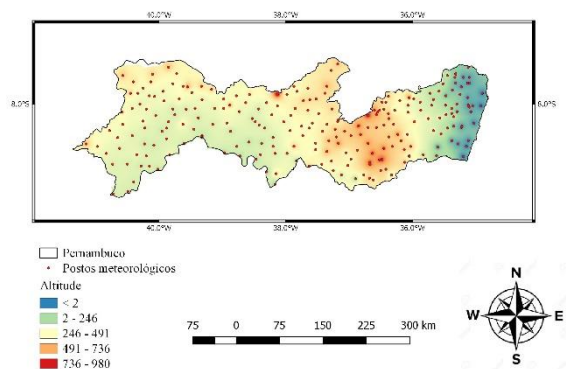 40.0°W 38.0°W 36.0°W
8.0°S 8.0°S
40.0°W 38.0°W 36.0°W
Pernambuco
Postos meteorológicos
Altitude
< 2
2 - 246
246 - 491
491 - 736
736 - 980
75 0 75 150 225 300 km
N
W E
S